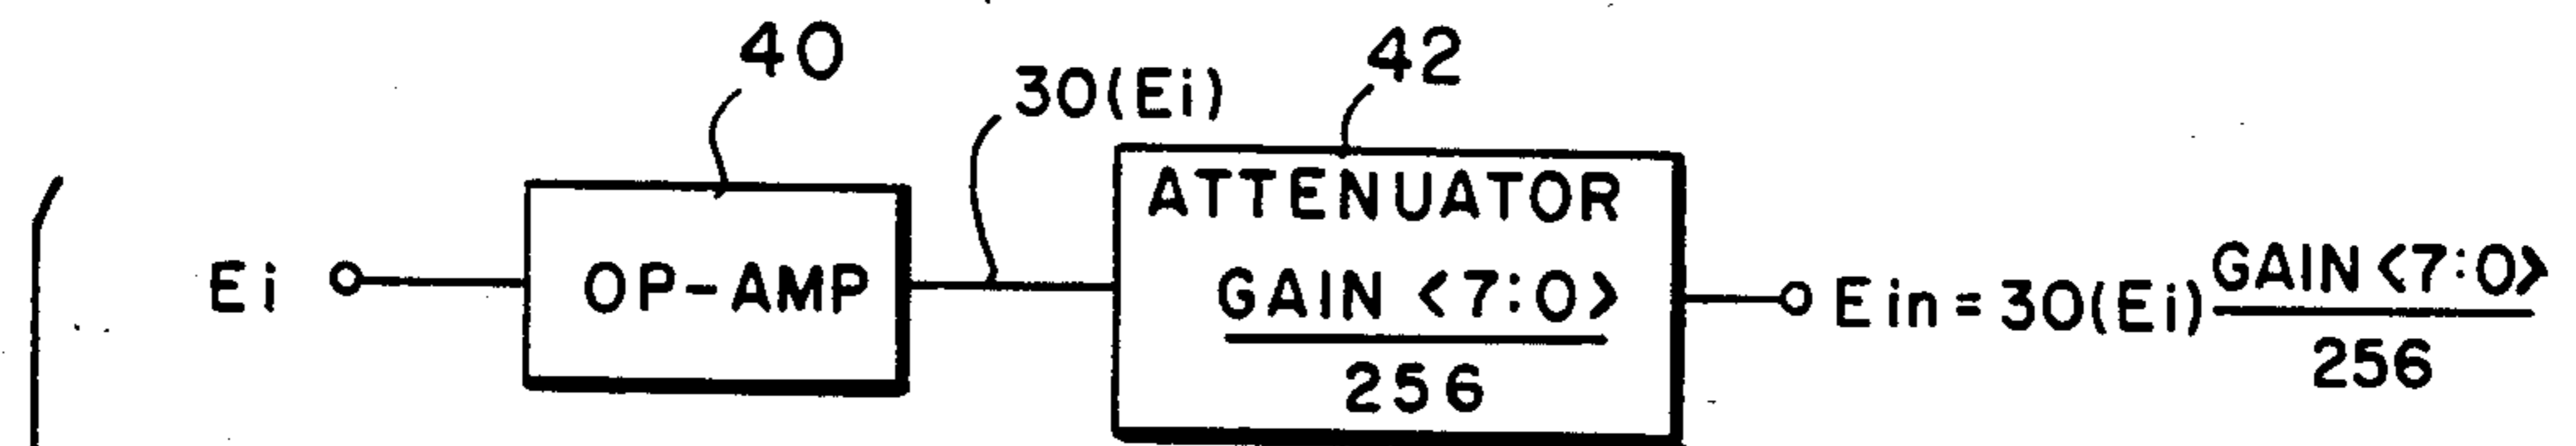 40
30(Ei)
42
Ei
OP-AMP
ATTENUATOR
GAIN <7:0>
256
Ein = 30(Ei) GAIN <7:0>
256